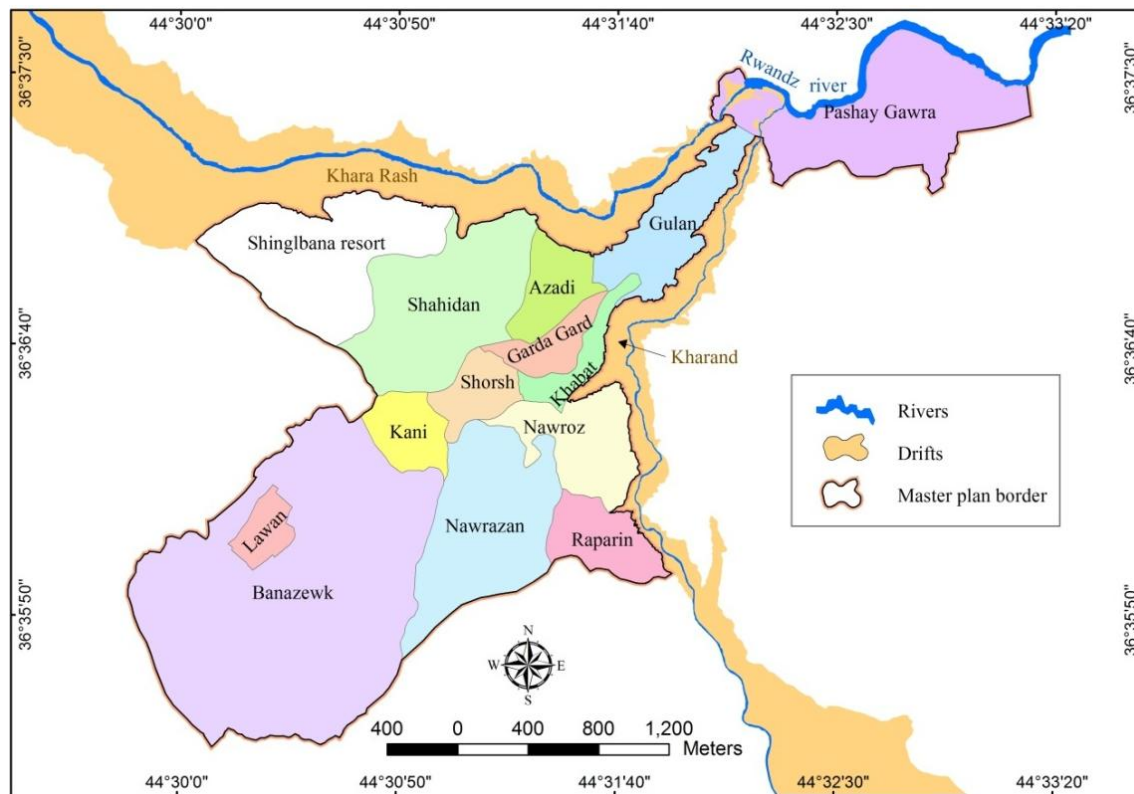 44°30'0"
44°30'50"
44°31'40"
44°32'30"
44°33'20"
36°37'30"
36°37'30"
Rwandz river
Pashay Gawra
Khara Rash
Gulan
Shinglbana resort
Azadi
Shahidan
36°36'40"
36°36'40"
Garda Gard
Kharand
Shorsh
Khabat
Kani
Nawroz
Rivers
Drifts
Master plan border
Lawan
Nawrazan
Raparin
Banazewk
36°35'50"
36°35'50"
N
W E
S
400 0 400 800 1,200
Meters
44°30'0"
44°30'50"
44°31'40"
44°32'30"
44°33'20"